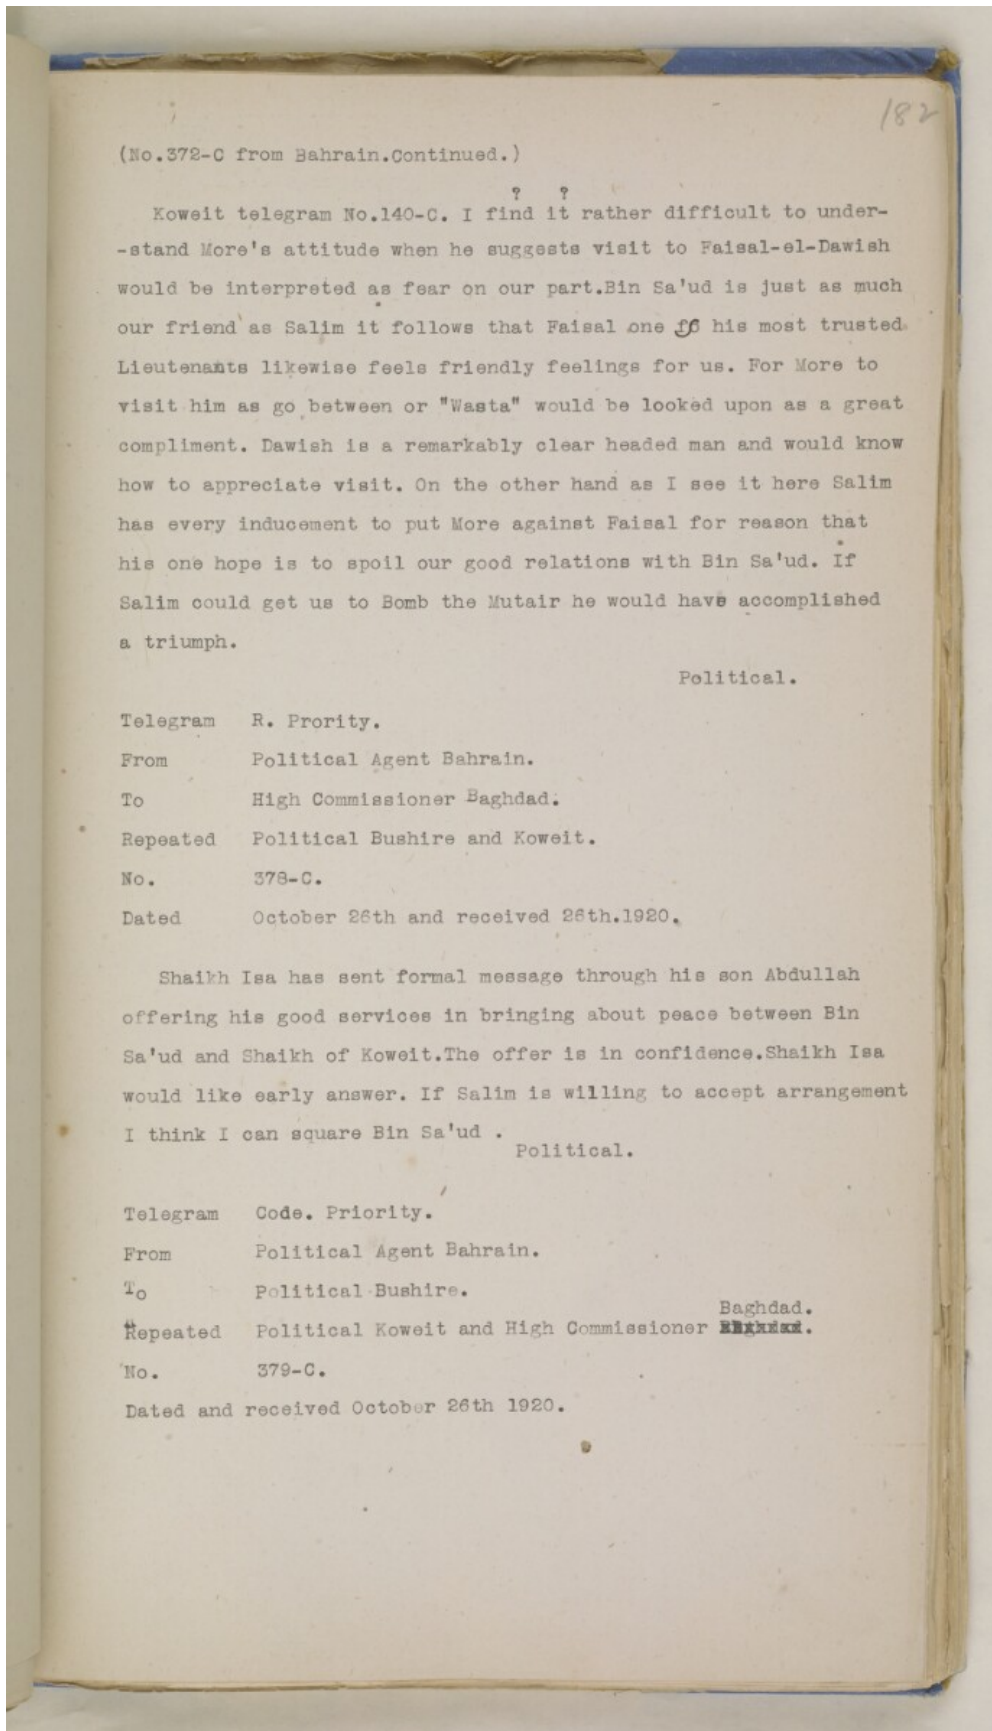 182
(No.372-C from Bahrain.Continued.)
? ?
Koweit telegram No.140-C. I find it rather difficult to under-
-stand More's attitude when he suggests visit to Faisal-el-Dawish
would be interpreted as fear on our part.Bin Sa'ud is just as much
our friend as Salim it follows that Faisal one of his most trusted
Lieutenants likewise feels friendly feelings for us. For More to
visit him as go between or "Wasta" would be looked upon as a great
compliment. Dawish is a remarkably clear headed man and would know
how to appreciate visit. On the other hand as I see it here Salim
has every inducement to put More against Faisal for reason that
his one hope is to spoil our good relations with Bin Sa'ud. If
Salim could get us to Bomb the Mutair he would have accomplished
a triumph.
Political.
Telegram R. Prority.
From Political Agent Bahrain.
To High Commissioner Baghdad.
Repeated Political Bushire and Koweit.
No. 378-C.
Dated October 26th and received 26th.1920.
Shaikh Isa has sent formal message through his son Abdullah
offering his good services in bringing about peace between Bin
Sa'ud and Shaikh of Koweit.The offer is in confidence.Shaikh Isa
would like early answer. If Salim is willing to accept arrangement
I think I can square Bin Sa'ud .
Political.
Telegram Code. Priority.
From Political Agent Bahrain.
To Political Bushire.
Baghdad.
Repeated Political Koweit and High Commissioner
No. 379-C.
Dated and received October 26th 1920.